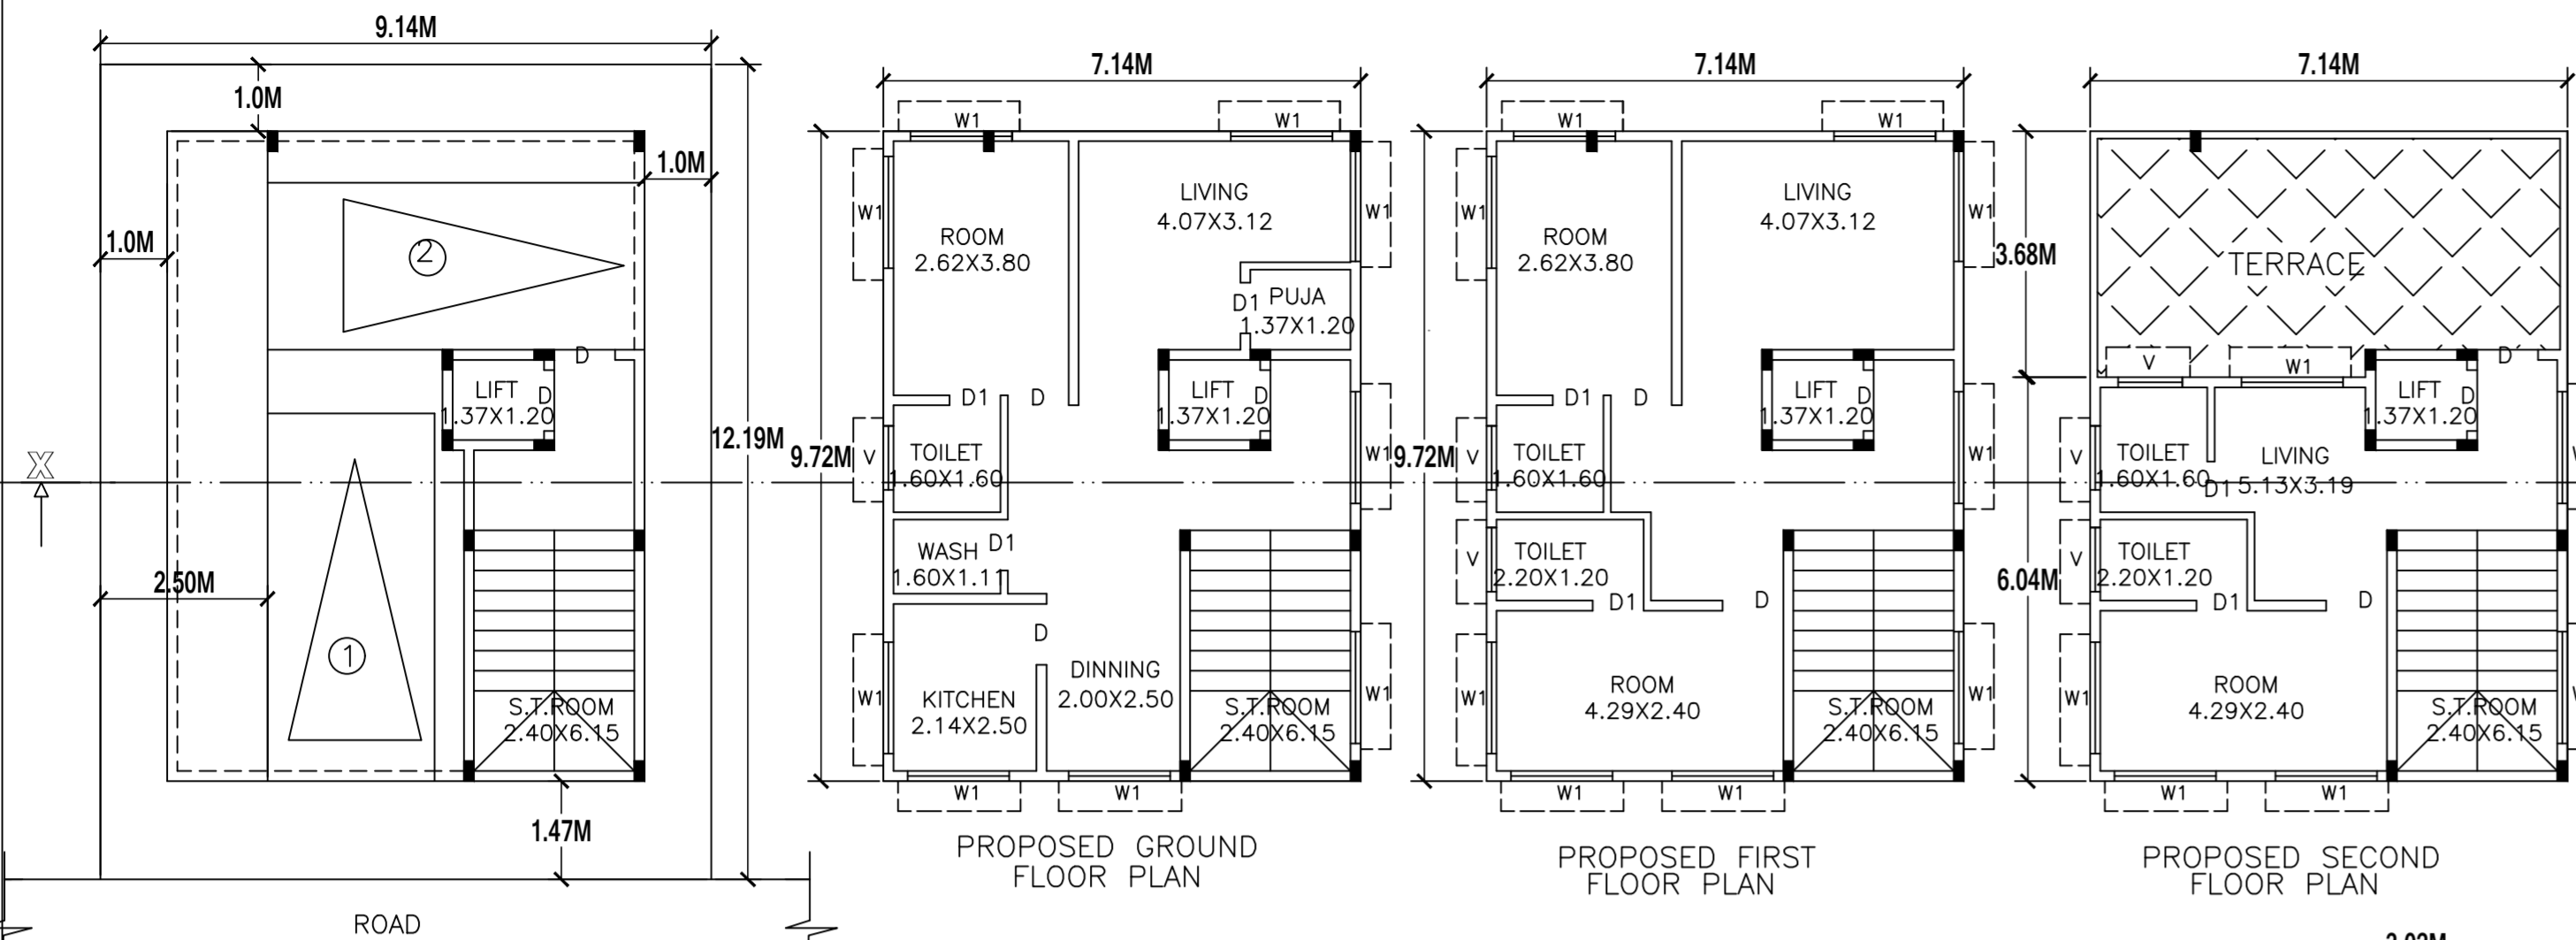 9.14M
1.0M
1.0M
1.0M
2
D
LIFT
D
1.37X1.20
12.19M
X
2.50M
1
S.T.ROOM
2.40X6.15
1.47M
ROAD
7.14M
W1
W1
W1
W1
LIVING
4.07X3.12
ROOM
2.62X3.80
D1
PUJA
1.37X1.20
LIFT
D
1.37X1.20
D1
D
9.72M
V
TOILET
1.60X1.60
W1
WASH
D1
1.60X1.11
D
DINNING
2.00X2.50
KITCHEN
2.14X2.50
W1
W1
S.T.ROOM
2.40X6.15
W1
W1
PROPOSED GROUND
FLOOR PLAN
7.14M
W1
W1
W1
W1
LIVING
4.07X3.12
ROOM
2.62X3.80
LIFT
D
1.37X1.20
D1
D
9.72M
V
TOILET
1.60X1.60
W1
V
TOILET
2.20X1.20
D1
D
ROOM
4.29X2.40
W1
W1
S.T.ROOM
2.40X6.15
W1
W1
PROPOSED FIRST
FLOOR PLAN
7.14M
3.68M
TERRACE
V
W1
D
LIFT
D
1.37X1.20
V
TOILET
1.60X1.60
D1
LIVING
5.13X3.19
V
TOILET
2.20X1.20
D1
D
6.04M
ROOM
4.29X2.40
W1
S.T.ROOM
2.40X6.15
W1
W1
PROPOSED SECOND
FLOOR PLAN